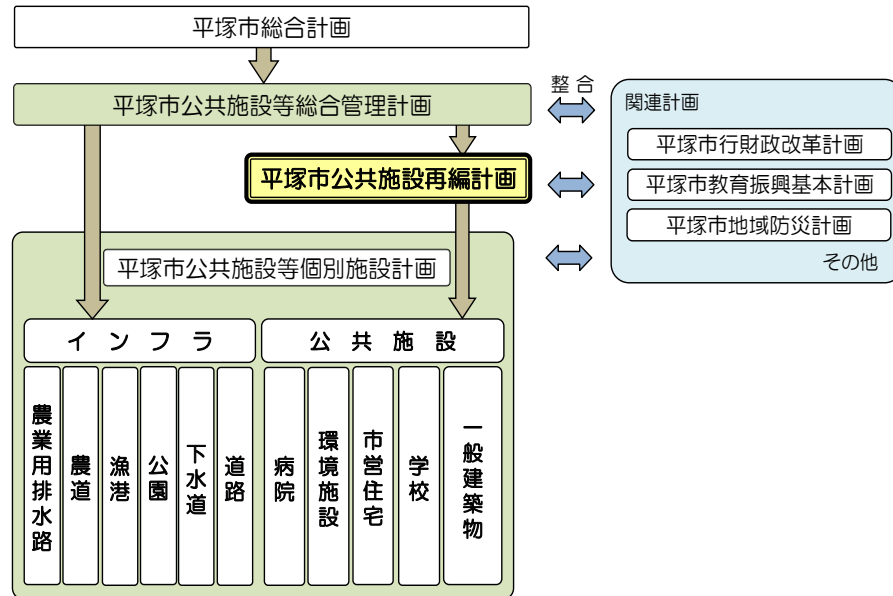 平塚市総合計画
平塚市公共施設等総合管理計画
整合
関連計画
平塚市行財政改革計画
平塚市公共施設再編計画
平塚市教育振興基本計画
平塚市地域防災計画
その他
平塚市公共施設等個別施設計画
インフラ
公共施設
農業用排水路
農道
漁港
公園
下水道
道路
病院
環境施設
市営住宅
学校
一般建築物